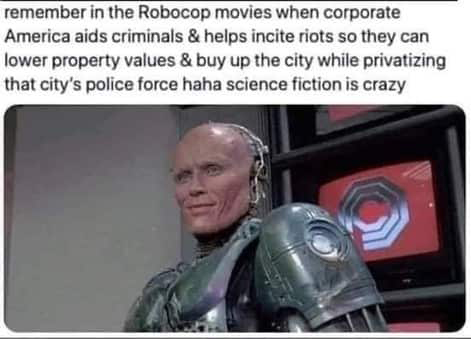 remember in the Robocop movies when corporate
America aids criminals & helps incite riots so they can
lower property values & buy up the city while privatizing
that city's police force haha science fiction is crazy